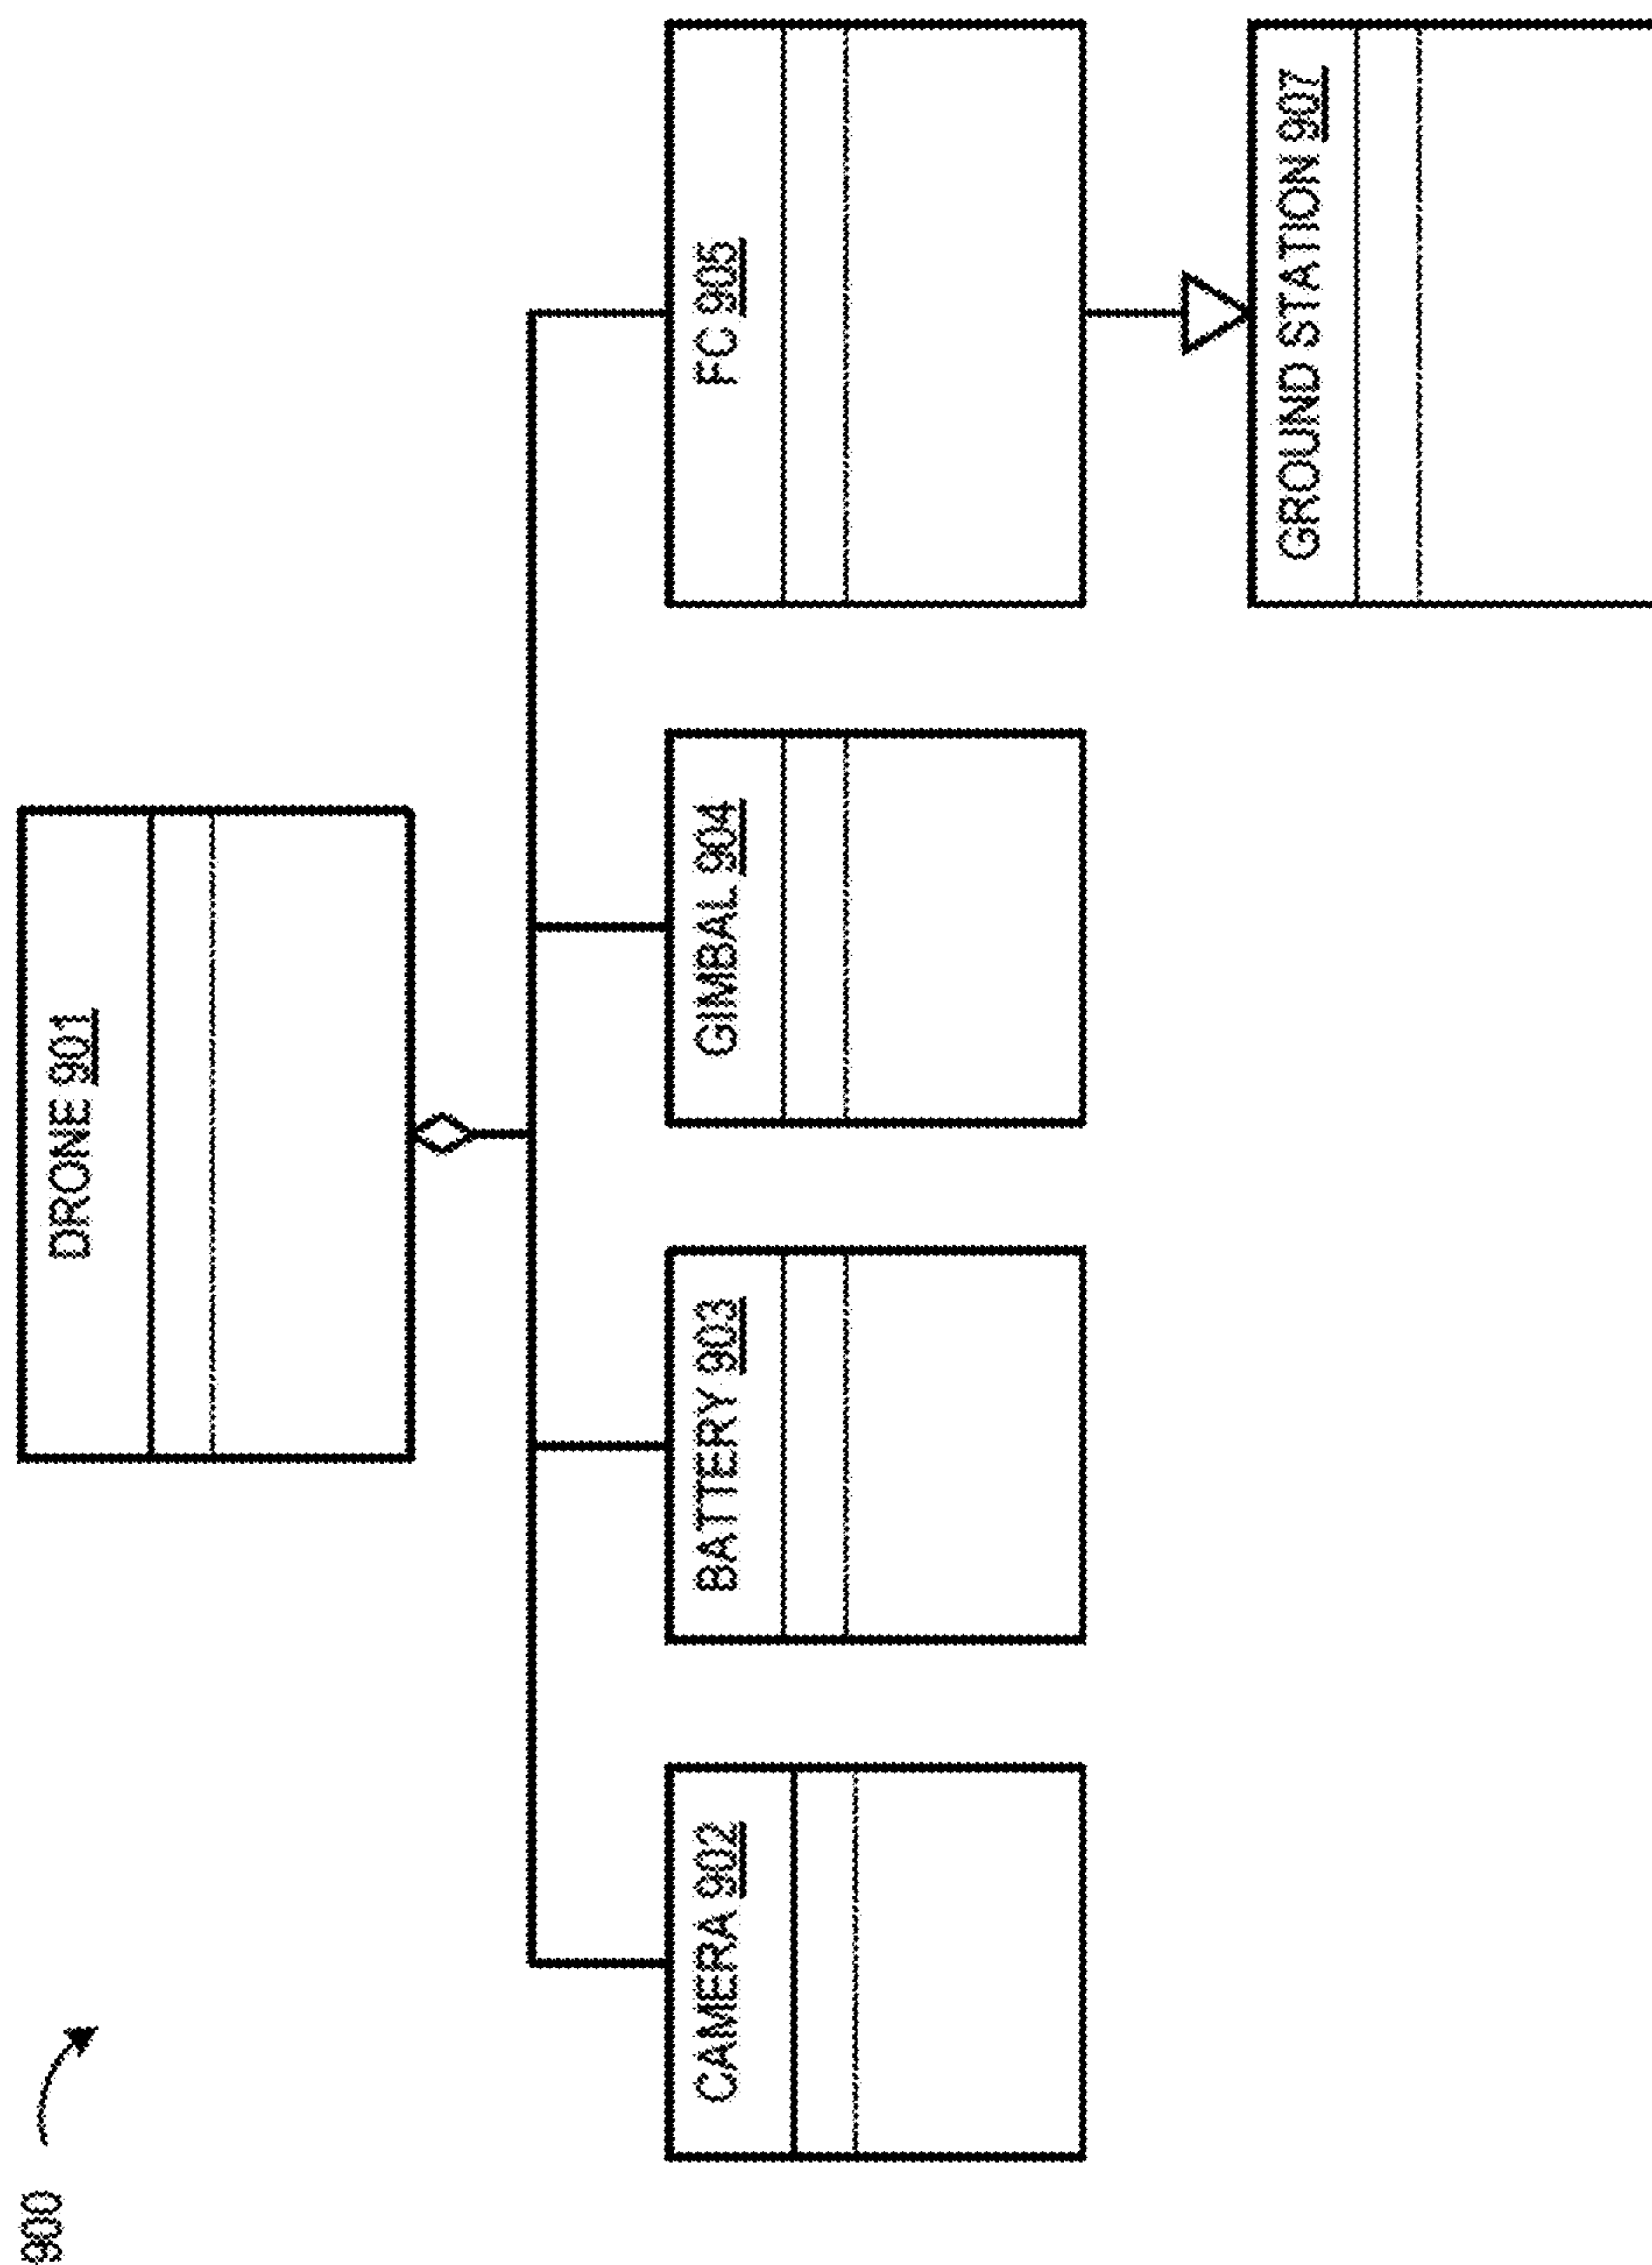 900
DRONE 901
CAMERA 902
BATTERY 903
GIMBAL 904
FC 905
GROUND STATION 907